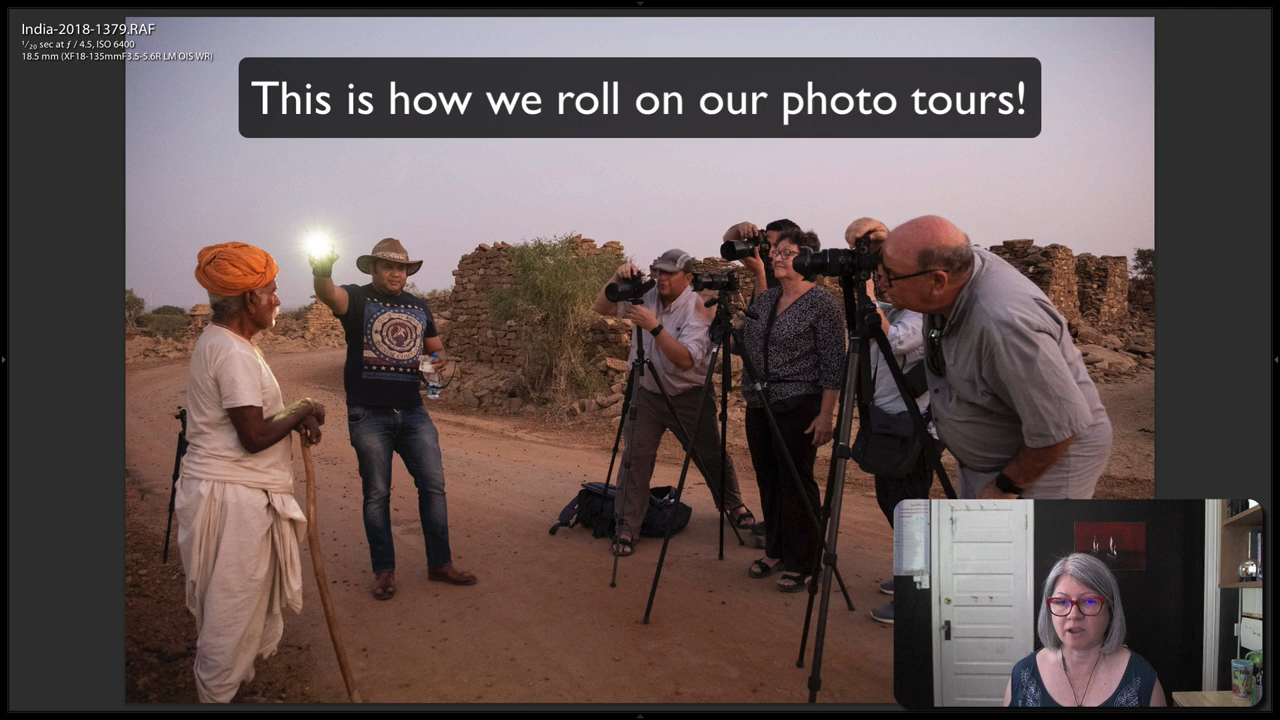 India-2018-1379.RAF
1/20 sec at ƒ / 4.5, ISO 6400
18.5 mm (XF18-135mmF3.5-5.6R LM OIS WR)
This is how we roll on our photo tours!